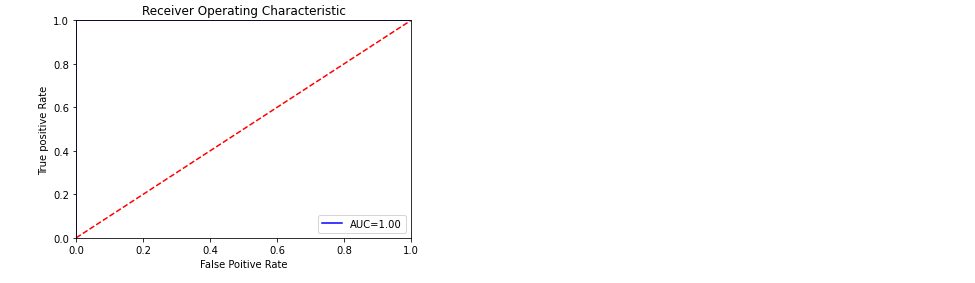 Receiver Operating Characteristic
1.0
0.8
0.6
0.4
0.2
0.0
True positive Rate
AUC=1.00
0.0 0.2 0.4 0.6 0.8 1.0
False Poitive Rate